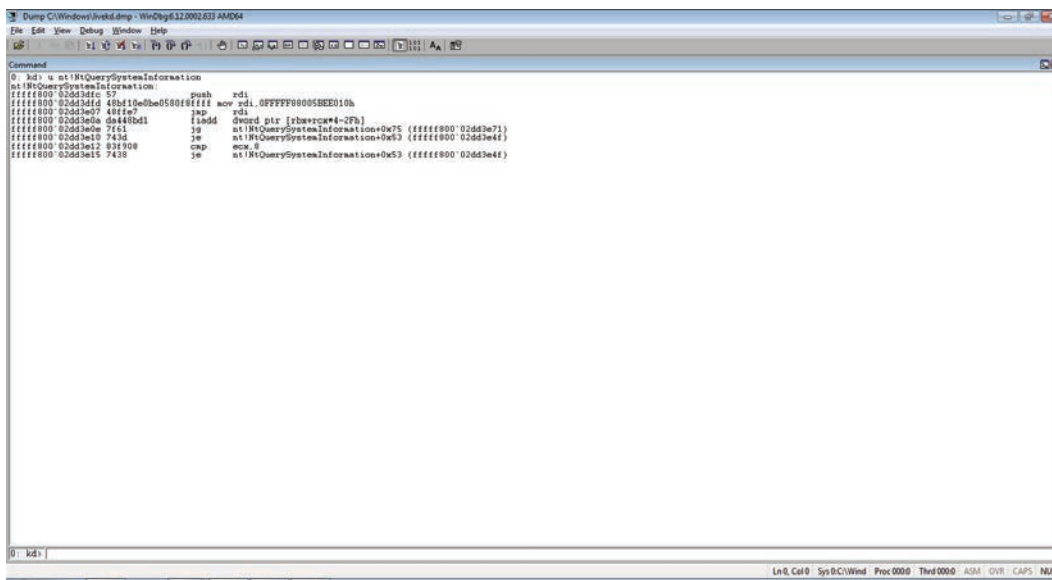 Dump C:\Windows\livekd.dmp - WinDbg:6.12.0002.633 AMD64
File Edit View Debug Window Help
Command
0: kd> u nt!NtQuerySystemInformation
nt!NtQuerySystemInformation:
fffff800`02dd3dfc 57 push rdi
fffff800`02dd3dfd 48bf10e0be0580f8ffff mov rdi,0FFFFF88005BEE010h
fffff800`02dd3e07 48ffe7 jmp rdi
fffff800`02dd3e0a da448bd1 fiadd dword ptr [rbx+rcx*4-2Fh]
fffff800`02dd3e0e 7f61 jg nt!NtQuerySystemInformation+0x75 (fffff800`02dd3e71)
fffff800`02dd3e10 743d je nt!NtQuerySystemInformation+0x53 (fffff800`02dd3e4f)
fffff800`02dd3e12 83f908 cmp ecx,8
fffff800`02dd3e15 7438 je nt!NtQuerySystemInformation+0x53 (fffff800`02dd3e4f)
0: kd>
Ln 0, Col 0 Sys 0:C:\Wind Proc 000:0 Thrd 000:0 ASM OVR CAPS NU